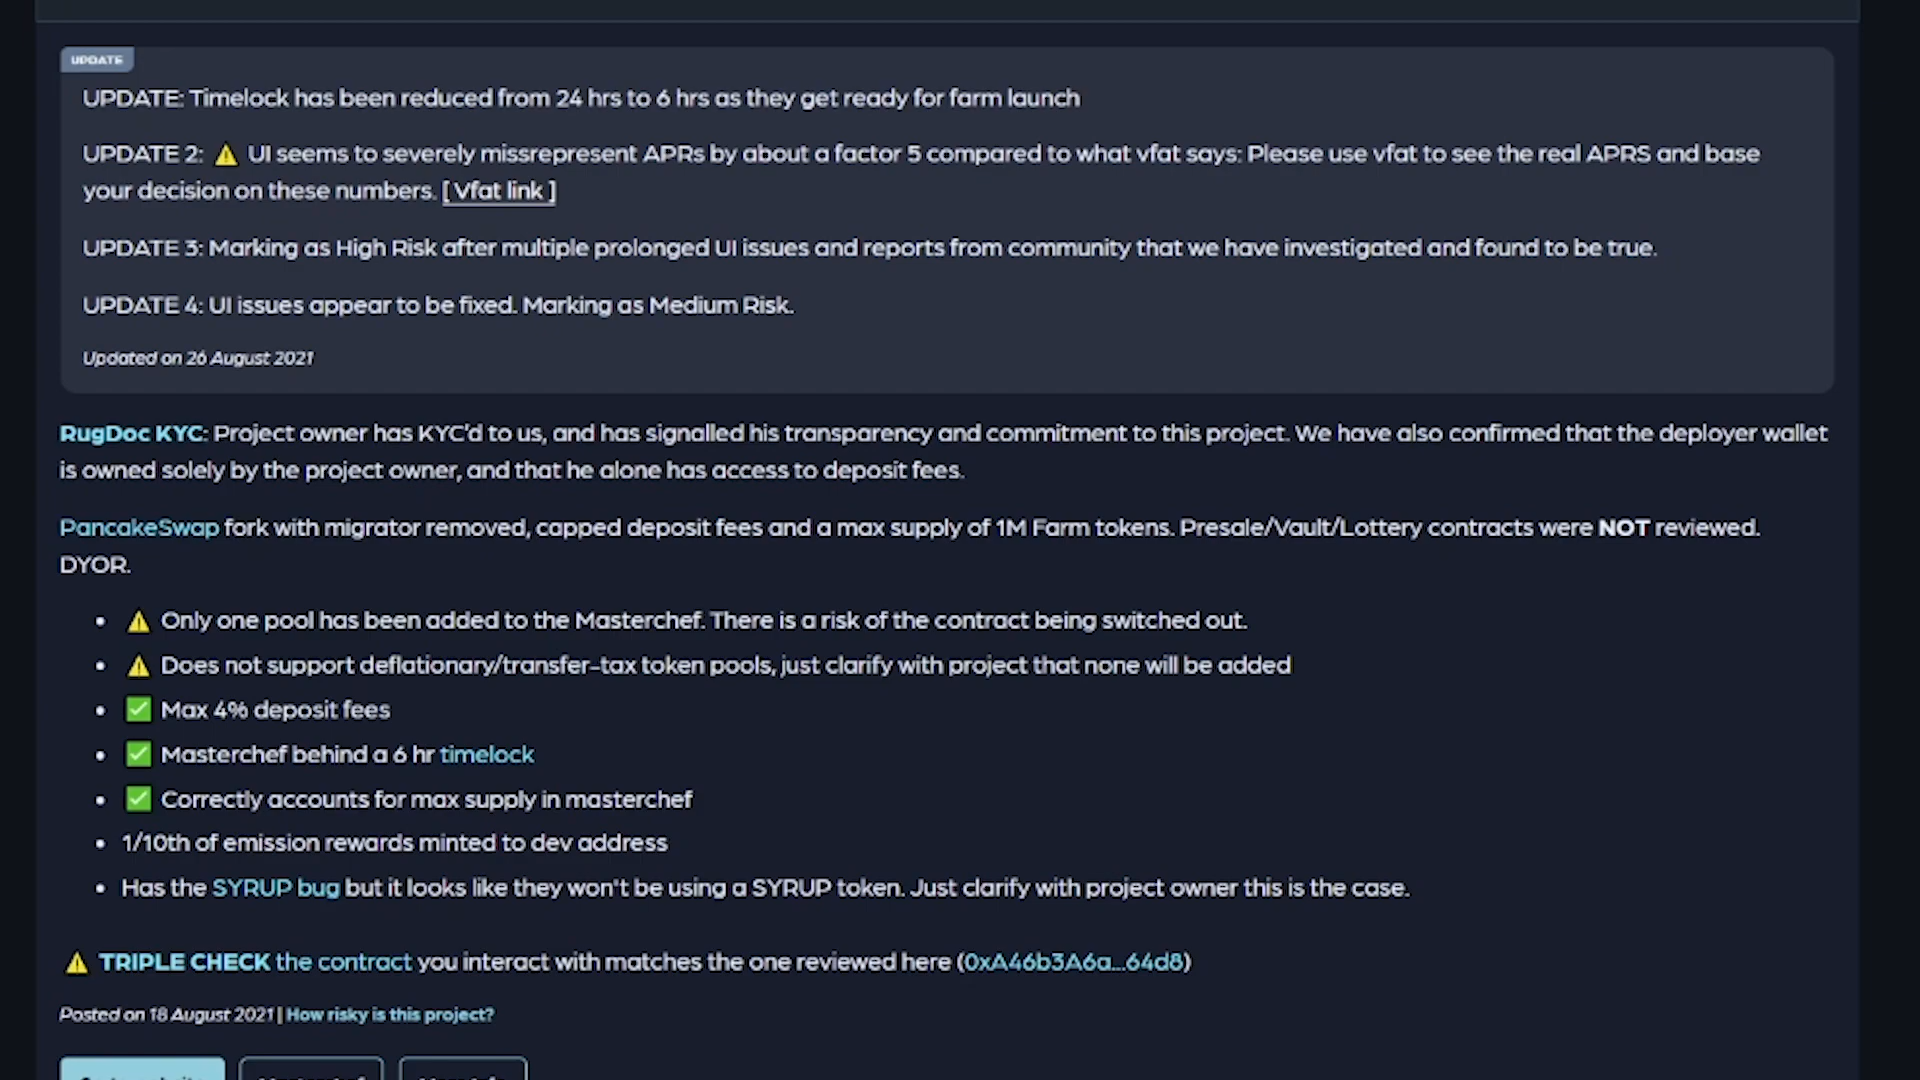 UPDATE
UPDATE: Timelock has been reduced from 24 hrs to 6 hrs as they get ready for farm launch
UPDATE 2: ⚠️ UI seems to severely missrepresent APRs by about a factor 5 compared to what vfat says: Please use vfat to see the real APRS and base
your decision on these numbers. [ Vfat link ]
UPDATE 3: Marking as High Risk after multiple prolonged UI issues and reports from community that we have investigated and found to be true.
UPDATE 4: UI issues appear to be fixed. Marking as Medium Risk.
Updated on 26 August 2021
RugDoc KYC: Project owner has KYC'd to us, and has signalled his transparency and commitment to this project. We have also confirmed that the deployer wallet
is owned solely by the project owner, and that he alone has access to deposit fees.
PancakeSwap fork with migrator removed, capped deposit fees and a max supply of 1M Farm tokens. Presale/Vault/Lottery contracts were NOT reviewed.
DYOR.
• ⚠️ Only one pool has been added to the Masterchef. There is a risk of the contract being switched out.
• ⚠️ Does not support deflationary/transfer-tax token pools, just clarify with project that none will be added
• ✅ Max 4% deposit fees
• ✅ Masterchef behind a 6 hr timelock
• ✅ Correctly accounts for max supply in masterchef
• 1/10th of emission rewards minted to dev address
• Has the SYRUP bug but it looks like they won't be using a SYRUP token. Just clarify with project owner this is the case.
⚠️ TRIPLE CHECK the contract you interact with matches the one reviewed here (0xA46b3A6a...64d8)
Posted on 18 August 2021 | How risky is this project?